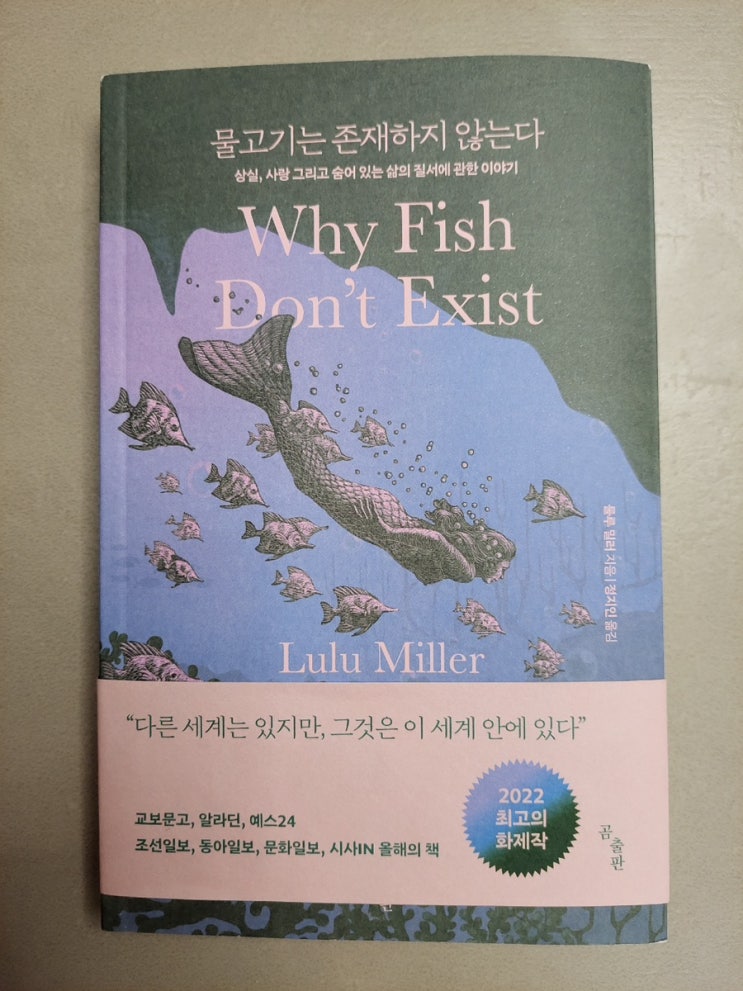 물고기는 존재하지 않는다
상실, 사랑 그리고 숨어 있는 삶의 질서에 관한 이야기
Why Fish
Don't Exist
룰루 밀러 지음 | 정지인 옮김
Lulu Miller
“다른 세계는 있지만, 그것은 이 세계 안에 있다”
2022
최고의
화제작
교보문고, 알라딘, 예스24
조선일보, 동아일보, 문화일보, 시사IN 올해의 책
곰출판